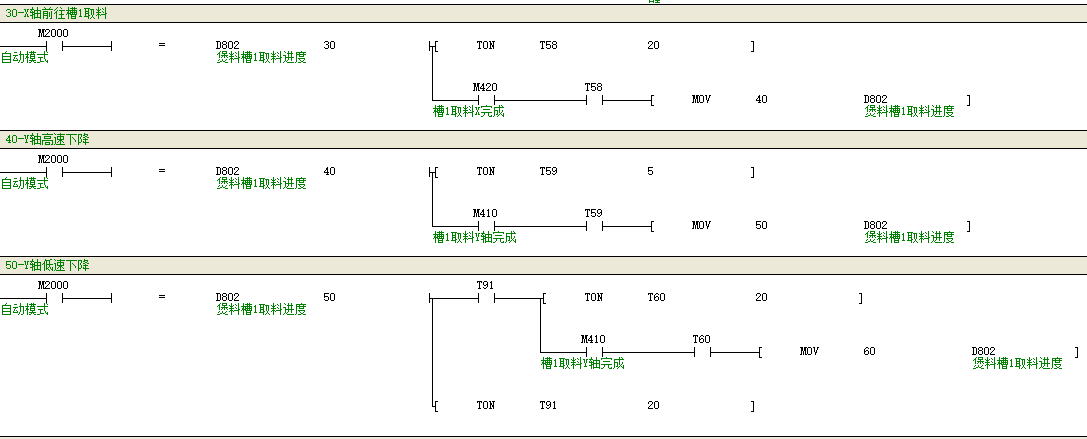 30-X轴前往槽1取料
M2000
= D802 30 [ TON T58 20 ]
自动模式 煲料槽1取料进度
M420 T58
[ MOV 40 D802 ]
槽1取料X完成 煲料槽1取料进度
40-Y轴高速下降
M2000
= D802 40 [ TON T59 5 ]
自动模式 煲料槽1取料进度
M410 T59
[ MOV 50 D802 ]
槽1取料Y轴完成 煲料槽1取料进度
50-Y轴低速下降
M2000 T91
= D802 50 [ TON T60 20 ]
自动模式 煲料槽1取料进度
M410 T60
[ MOV 60 D802 ]
槽1取料Y轴完成 煲料槽1取料进度
[ TON T91 20 ]